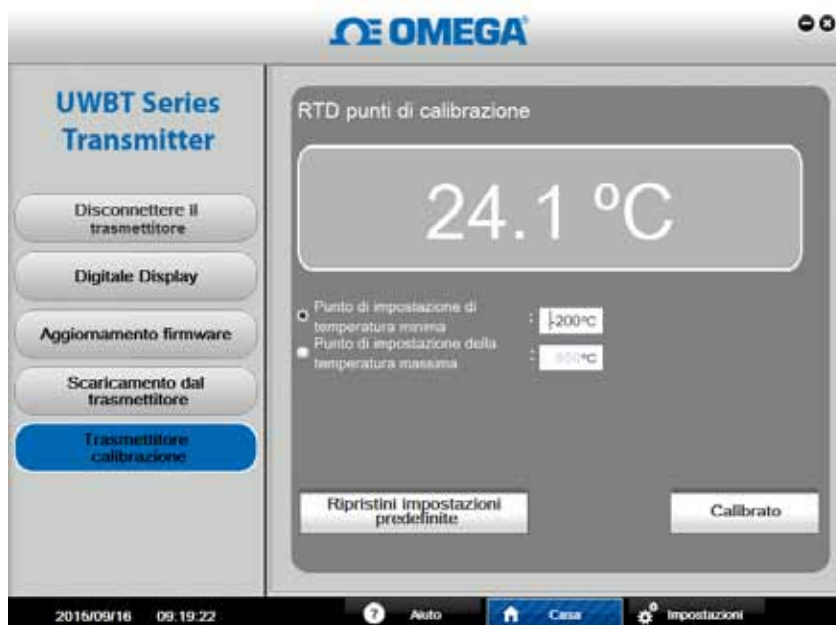 OMEGA
UWBT Series
Transmitter
Disconnettere il
trasmettitore
Digitale Display
Aggiornamento firmware
Scaricamento dal
trasmettitore
Trasmettitore
calibrazione
RTD punti di calibrazione
24.1 ºC
Punto di impostazione di
temperatura minima
: -200ºC
Punto di impostazione della
temperatura massima
: ºC
Ripristini impostazioni
predefinite
Calibrato
2015/09/16 09:19:22
? Aiuto
Casa
Impostazioni